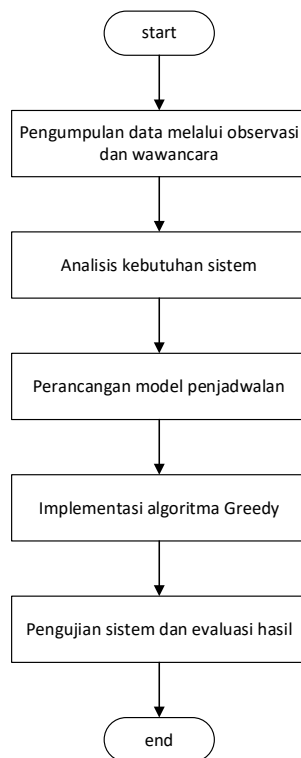 start
Pengumpulan data melalui observasi
dan wawancara
Analisis kebutuhan sistem
Perancangan model penjadwalan
Implementasi algoritma Greedy
Pengujian sistem dan evaluasi hasil
end